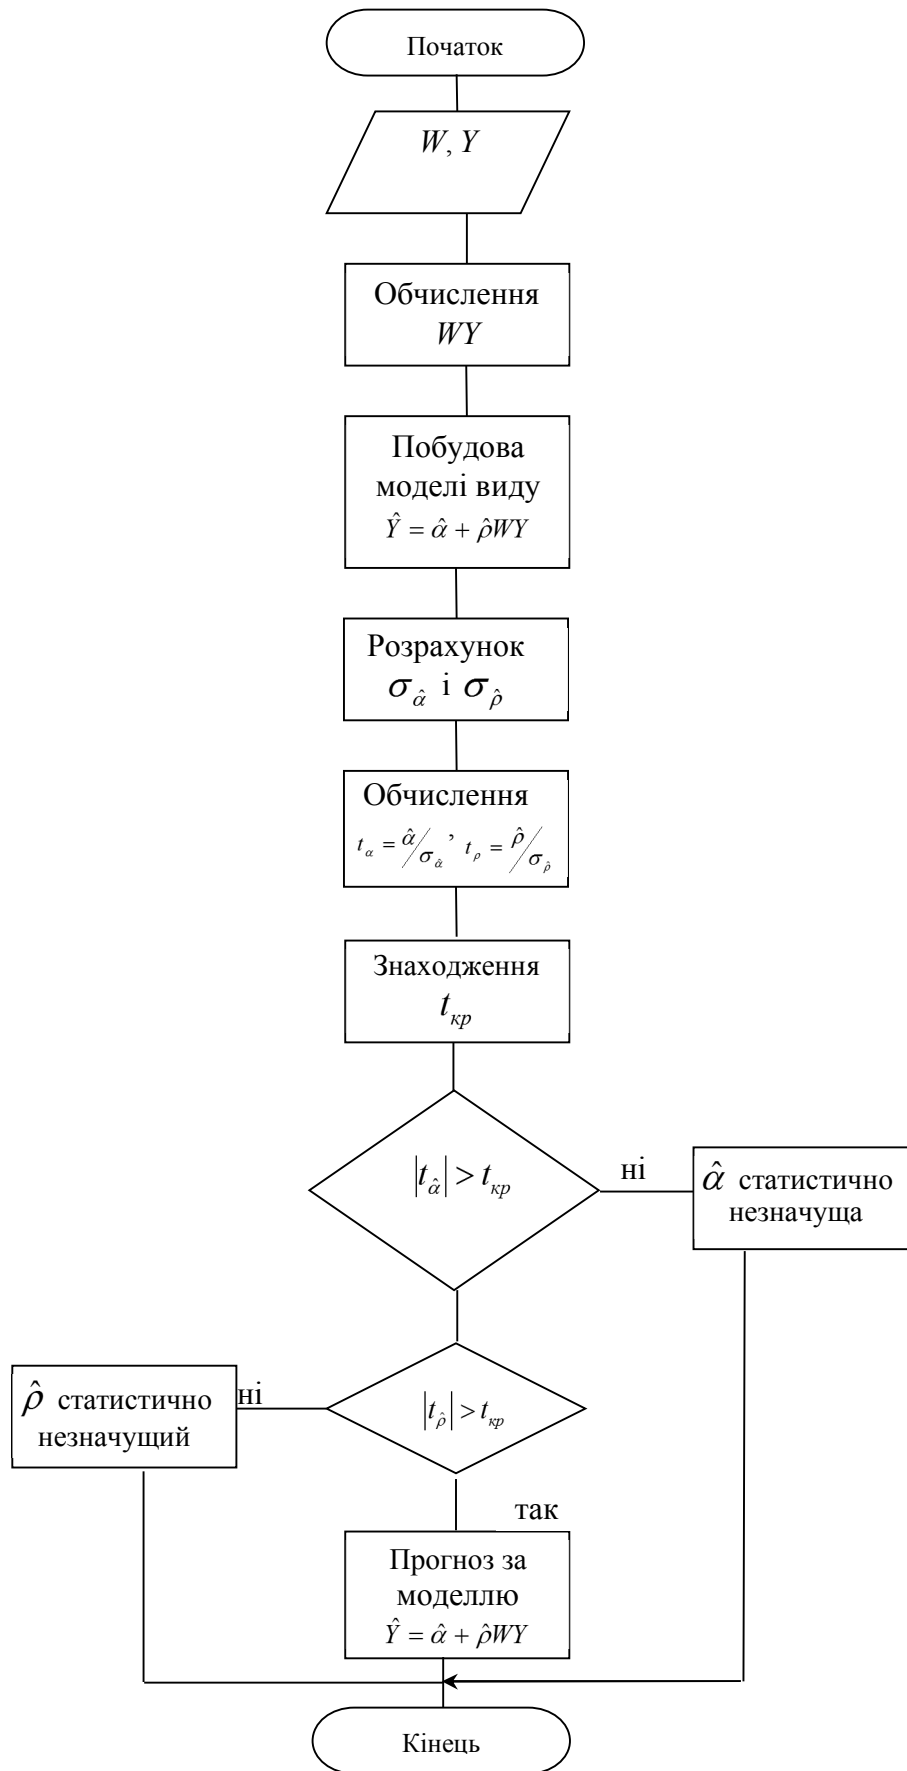 Початок
W, Y
Обчислення
WY
Побудова
моделі виду
Ŷ = α̂ + ρ̂WY
Розрахунок
σ_α̂ і σ_ρ̂
Обчислення
t_α = α̂/σ_α̂, t_ρ = ρ̂/σ_ρ̂
Знаходження
t_кр
|t_α̂| > t_кр
ні
α̂ статистично
незначуща
ρ̂ статистично
незначущий
ні
|t_ρ̂| > t_кр
так
Прогноз за
моделлю
Ŷ = α̂ + ρ̂WY
Кінець